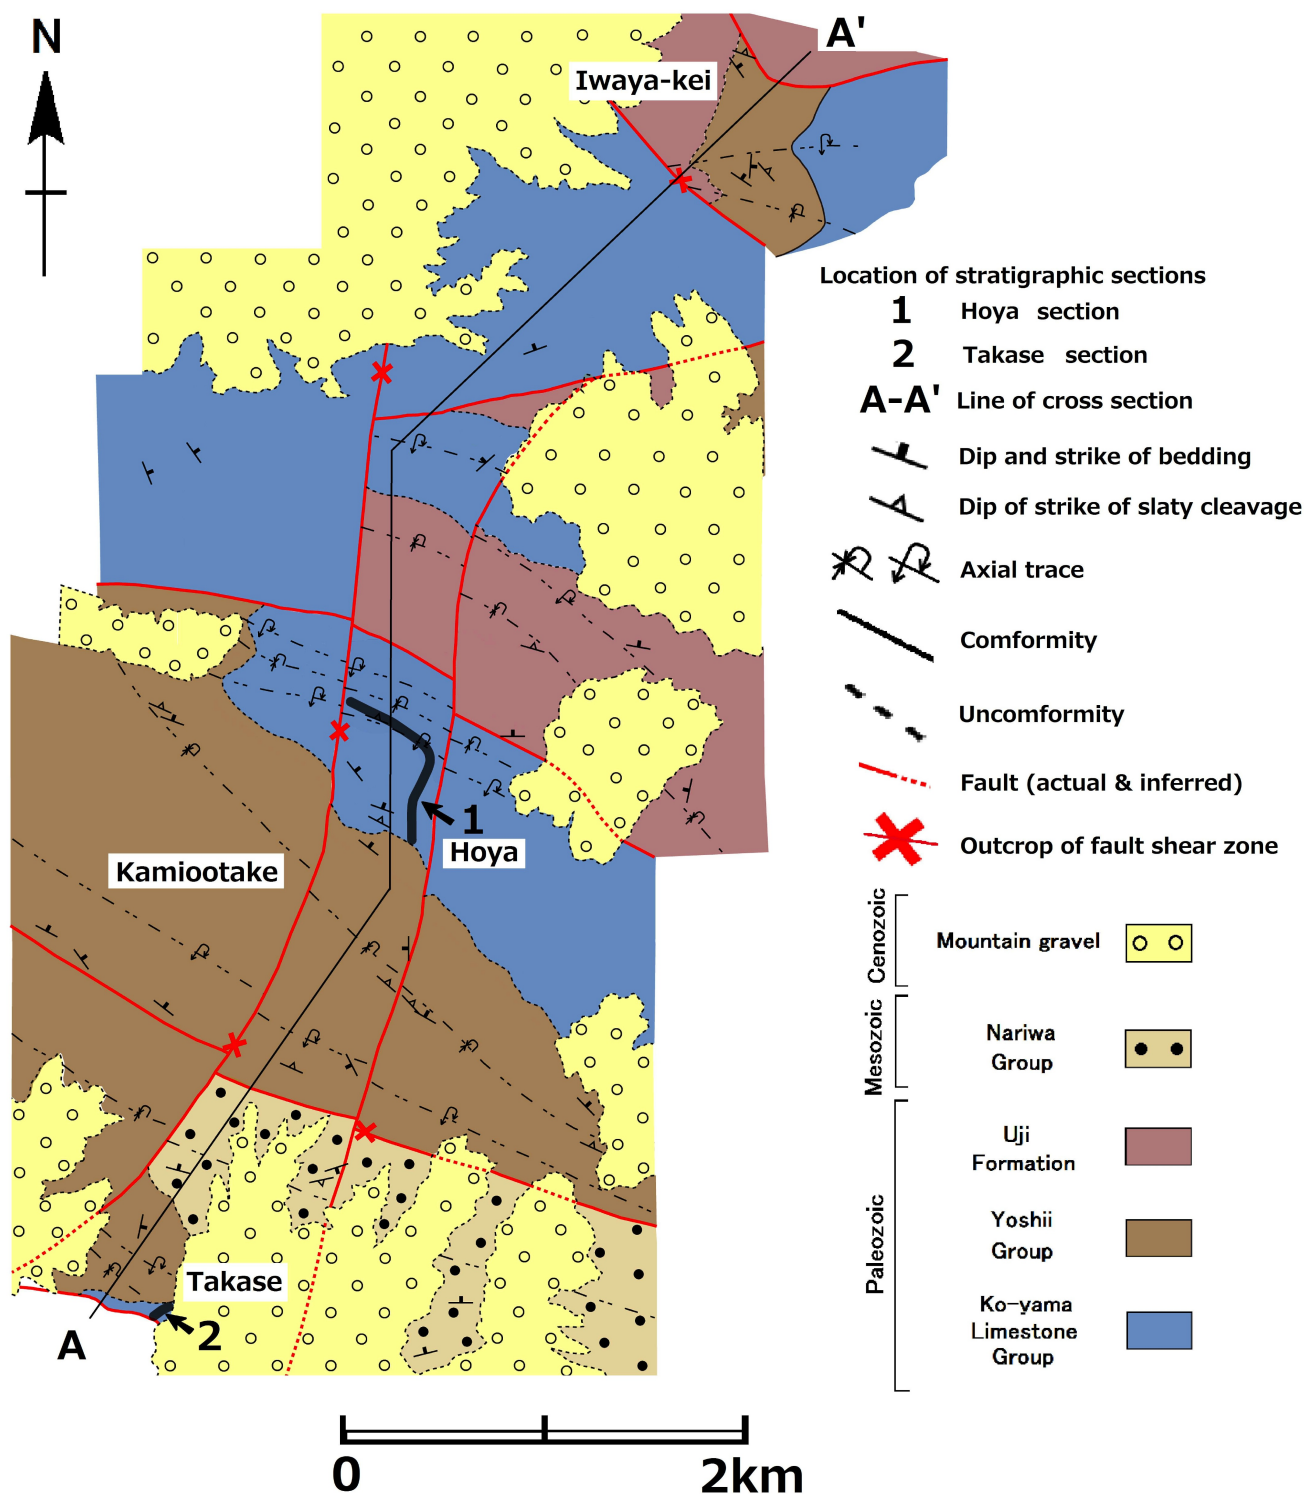 N
A'
Iwaya-kei
Location of stratigraphic sections
1 Hoya section
2 Takase section
A-A' Line of cross section
Dip and strike of bedding
Dip of strike of slaty cleavage
Axial trace
Comformity
Uncomformity
Fault (actual & inferred)
Outcrop of fault shear zone
1
Hoya
Kamiootake
Cenozoic
Mountain gravel
Mesozoic
Nariwa
Group
Paleozoic
Uji
Formation
Yoshii
Group
Ko-yama
Limestone
Group
Takase
2
A
0 2km